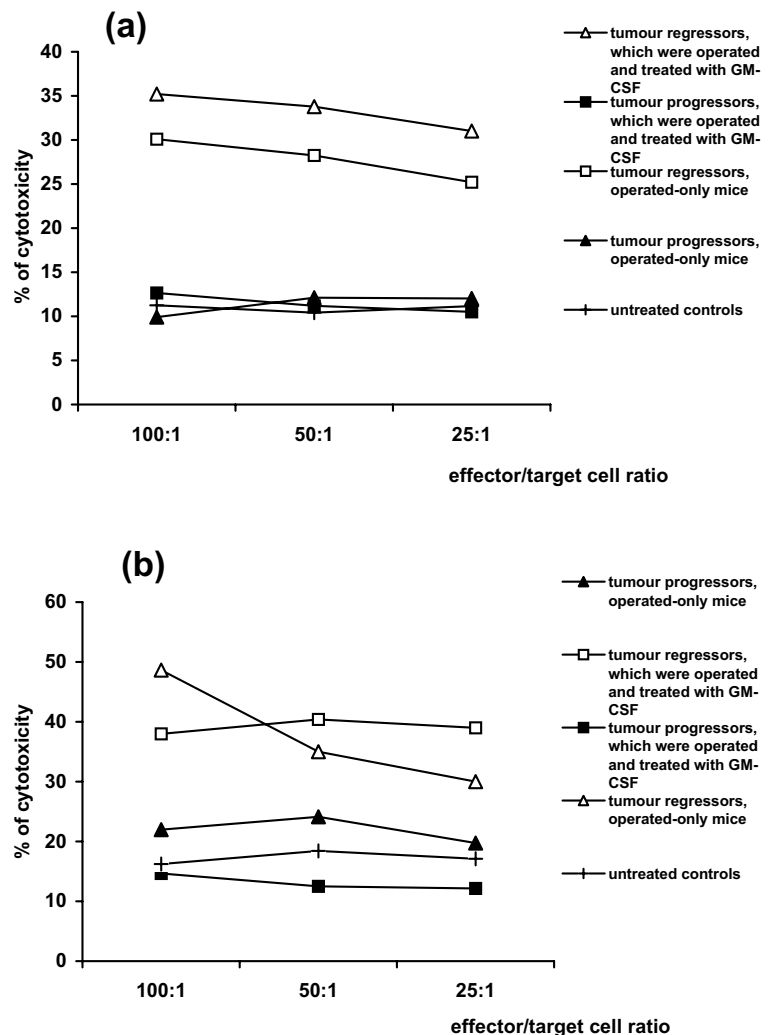 (a)
% of cytotoxicity
40
35
30
25
20
15
10
5
0
100:1 50:1 25:1
effector/target cell ratio
tumour regressors,
which were operated
and treated with GM-
CSF
tumour progressors,
which were operated
and treated with GM-
CSF
tumour regressors,
operated-only mice
tumour progressors,
operated-only mice
untreated controls
(b)
% of cytotoxicity
60
50
40
30
20
10
0
100:1 50:1 25:1
effector/target cell ratio
tumour progressors,
operated-only mice
tumour regressors,
which were operated
and treated with GM-
CSF
tumour progressors,
which were operated
and treated with GM-
CSF
tumour regressors,
operated-only mice
untreated controls